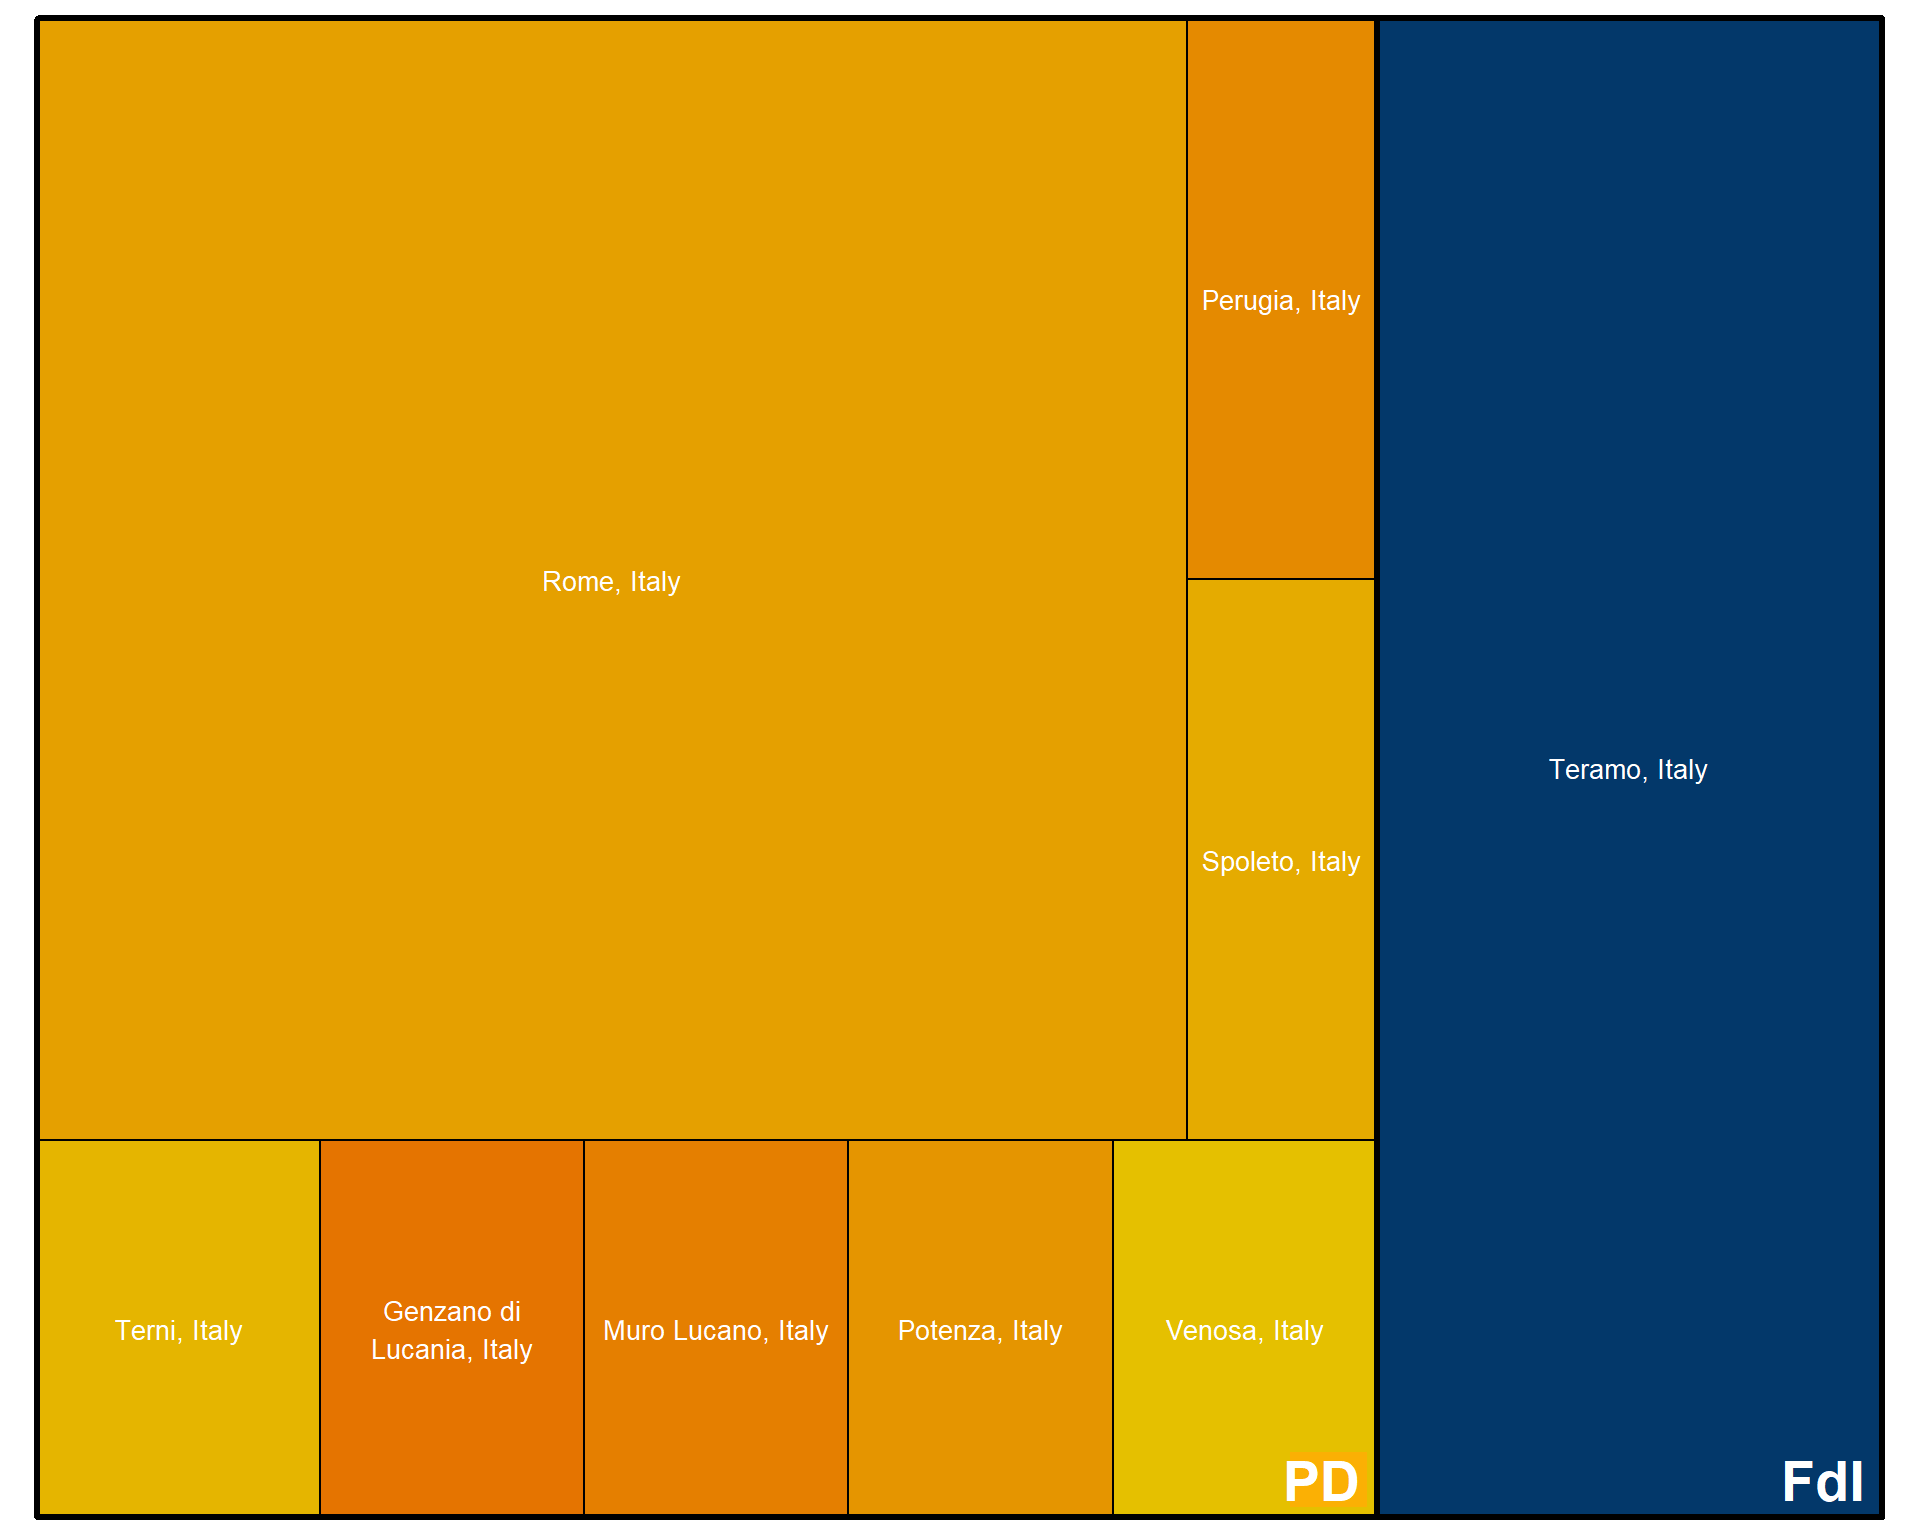 Rome, Italy
Perugia, Italy
Spoleto, Italy
Teramo, Italy
Terni, Italy
Genzano di
Lucania, Italy
Muro Lucano, Italy
Potenza, Italy
Venosa, Italy
PD
FdI